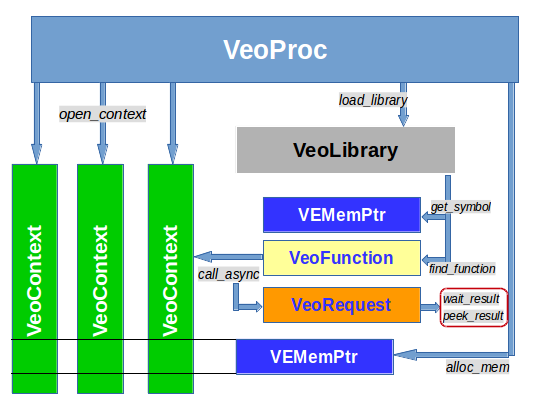 VeoProc
load_library
open_context
VeoLibrary
VEMemPtr
get_symbol
VeoFunction
find_function
call_async
VeoRequest
wait_result
peek_result
VeoContext
VeoContext
VeoContext
VEMemPtr
alloc_mem